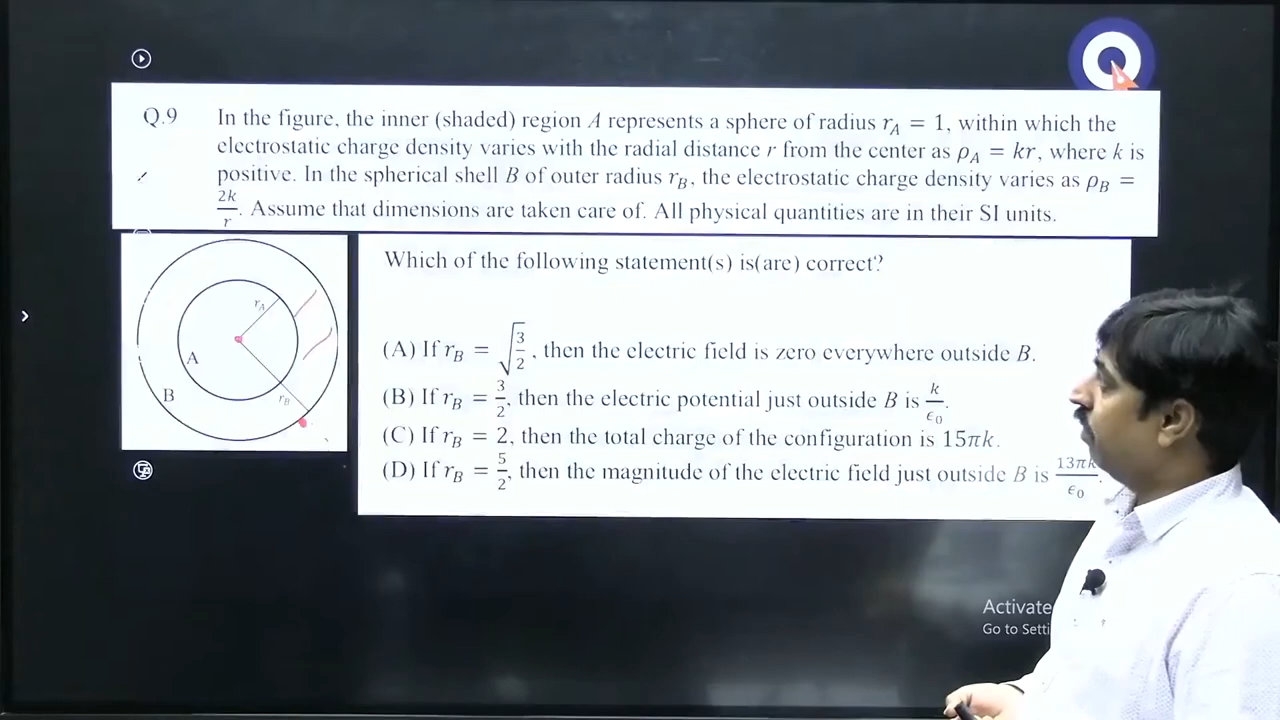 Q.9 In the figure, the inner (shaded) region A represents a sphere of radius r_A = 1, within which the
electrostatic charge density varies with the radial distance r from the center as ρ_A = kr, where k is
positive. In the spherical shell B of outer radius r_B, the electrostatic charge density varies as ρ_B =
2k/r. Assume that dimensions are taken care of. All physical quantities are in their SI units.
r_A
A
B
r_B
Which of the following statement(s) is(are) correct?
(A) If r_B = √(3/2), then the electric field is zero everywhere outside B.
(B) If r_B = 3/2, then the electric potential just outside B is k/ϵ₀.
(C) If r_B = 2, then the total charge of the configuration is 15πk.
(D) If r_B = 5/2, then the magnitude of the electric field just outside B is 13πk/ϵ₀.
Activate
Go to Setti